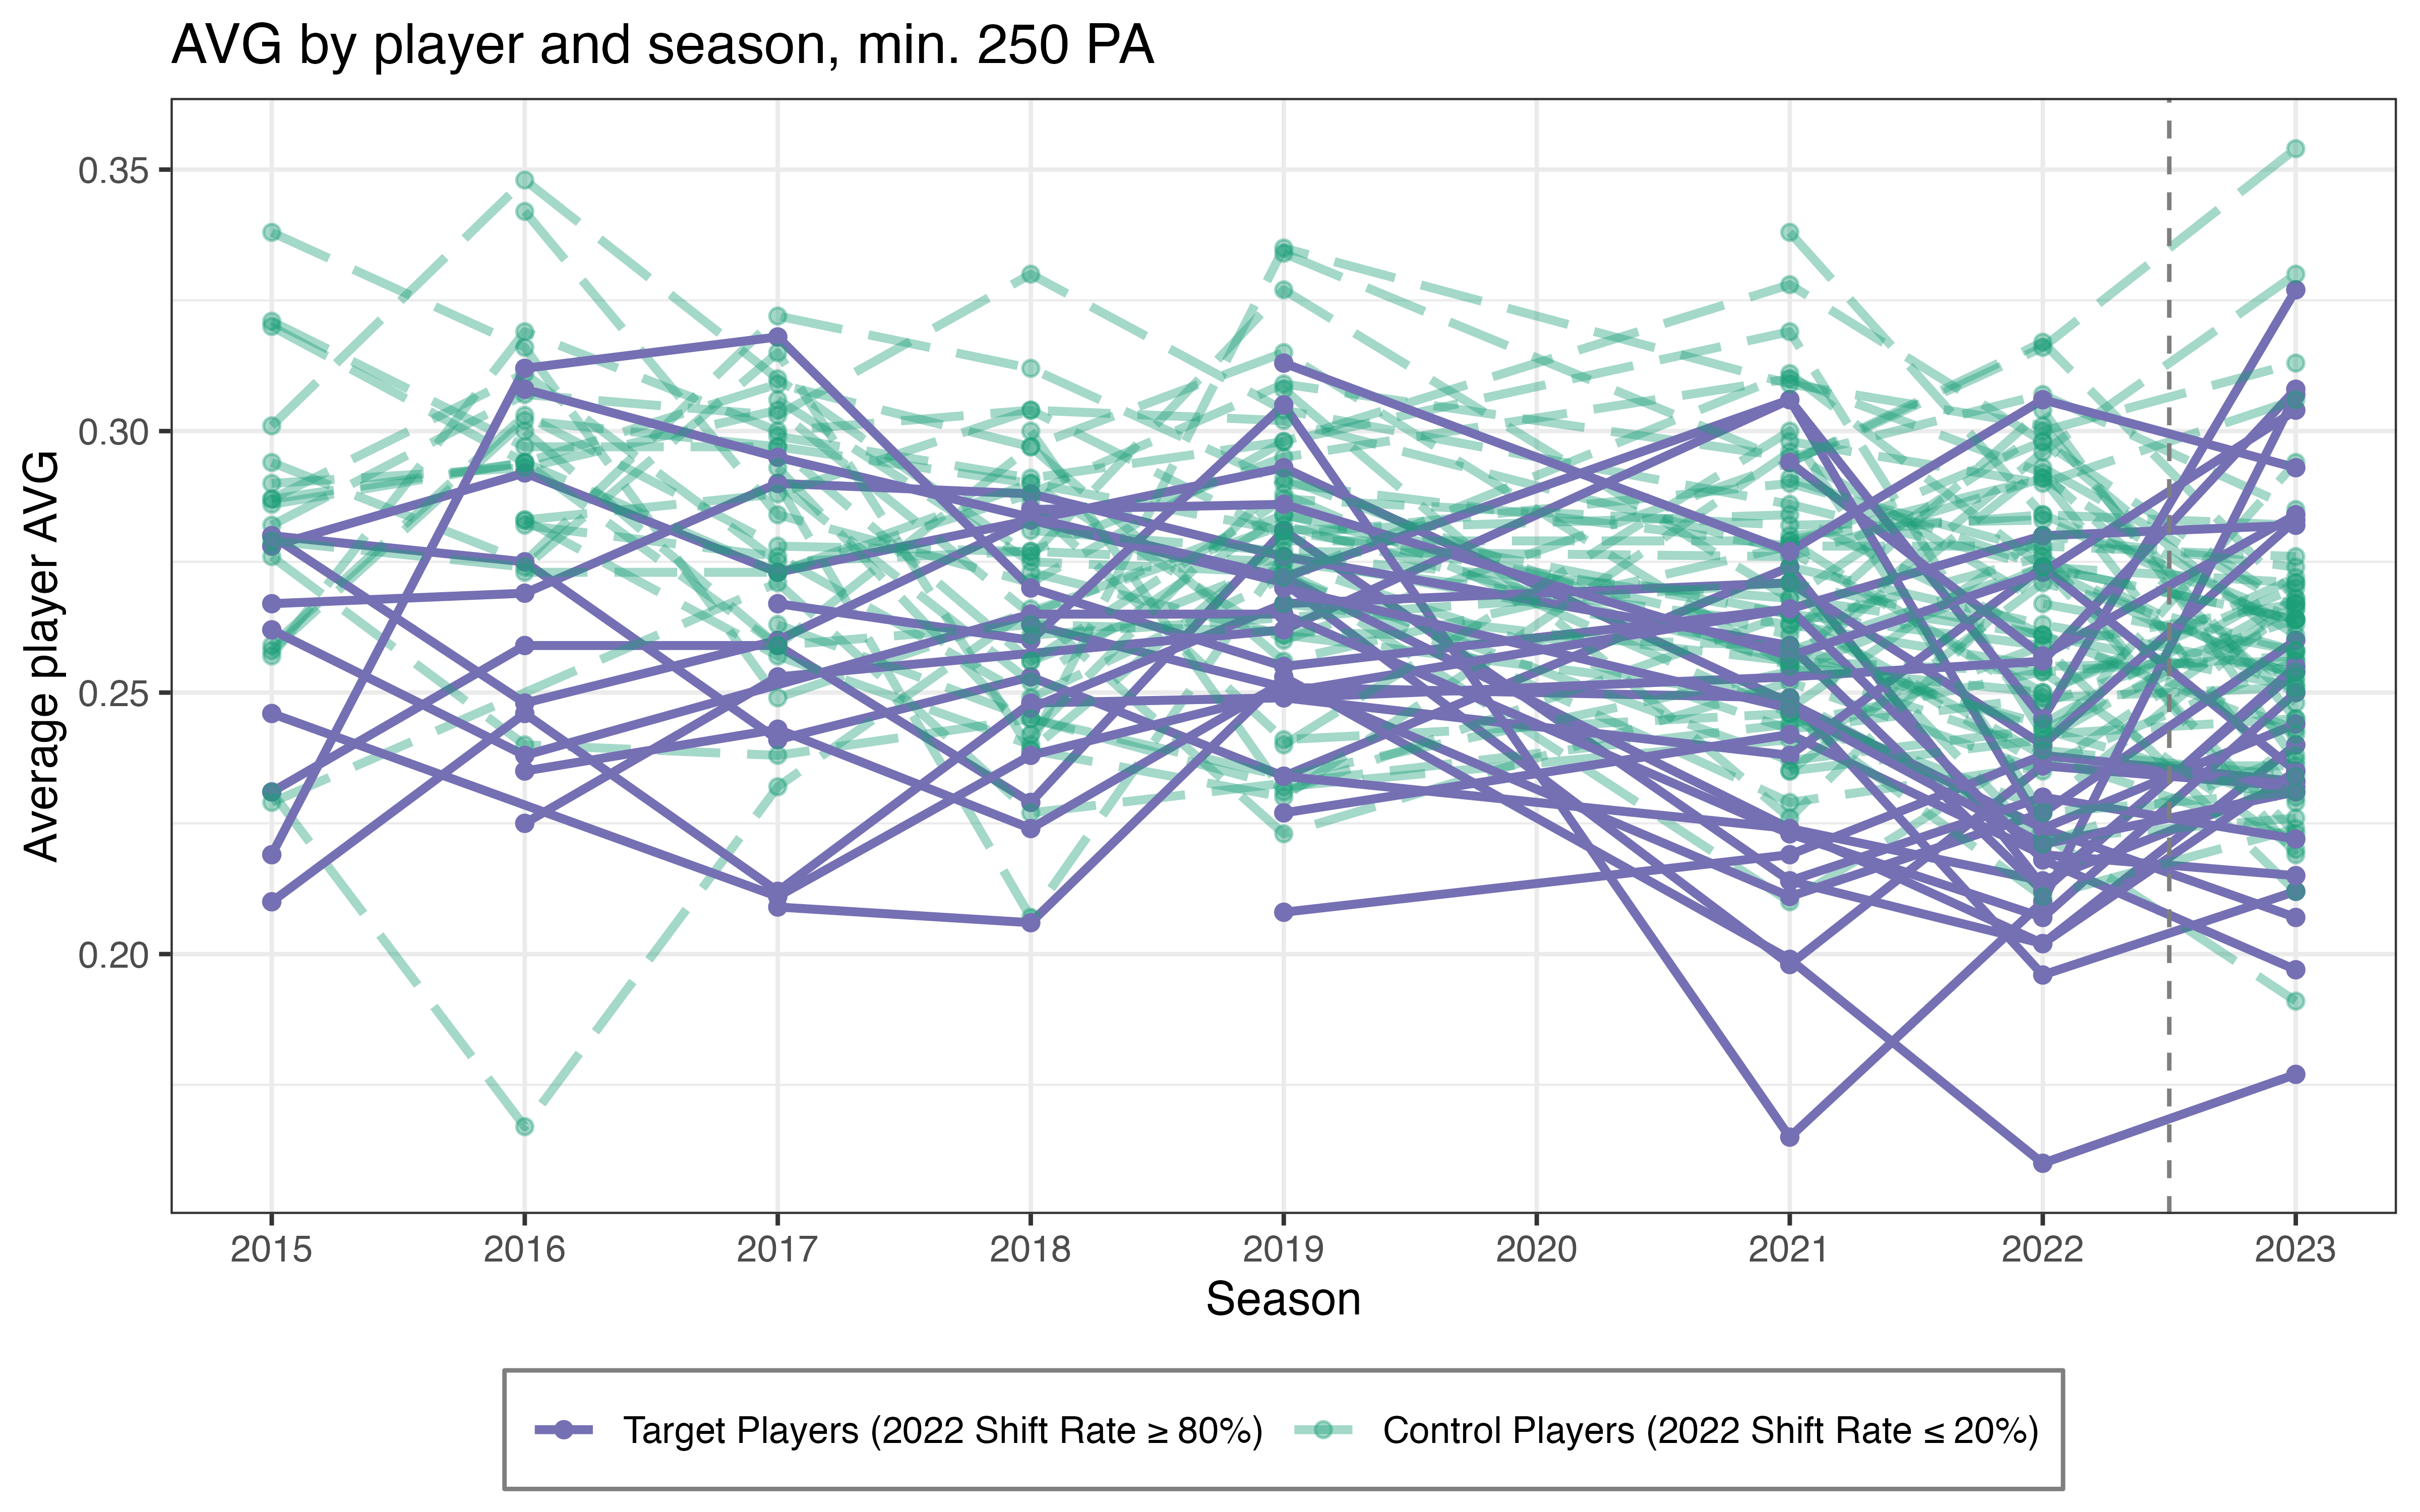 AVG by player and season, min. 250 PA
Average player AVG
0.35
0.30
0.25
0.20
2015 2016 2017 2018 2019 2020 2021 2022 2023
Season
Target Players (2022 Shift Rate ≥ 80%) Control Players (2022 Shift Rate ≤ 20%)